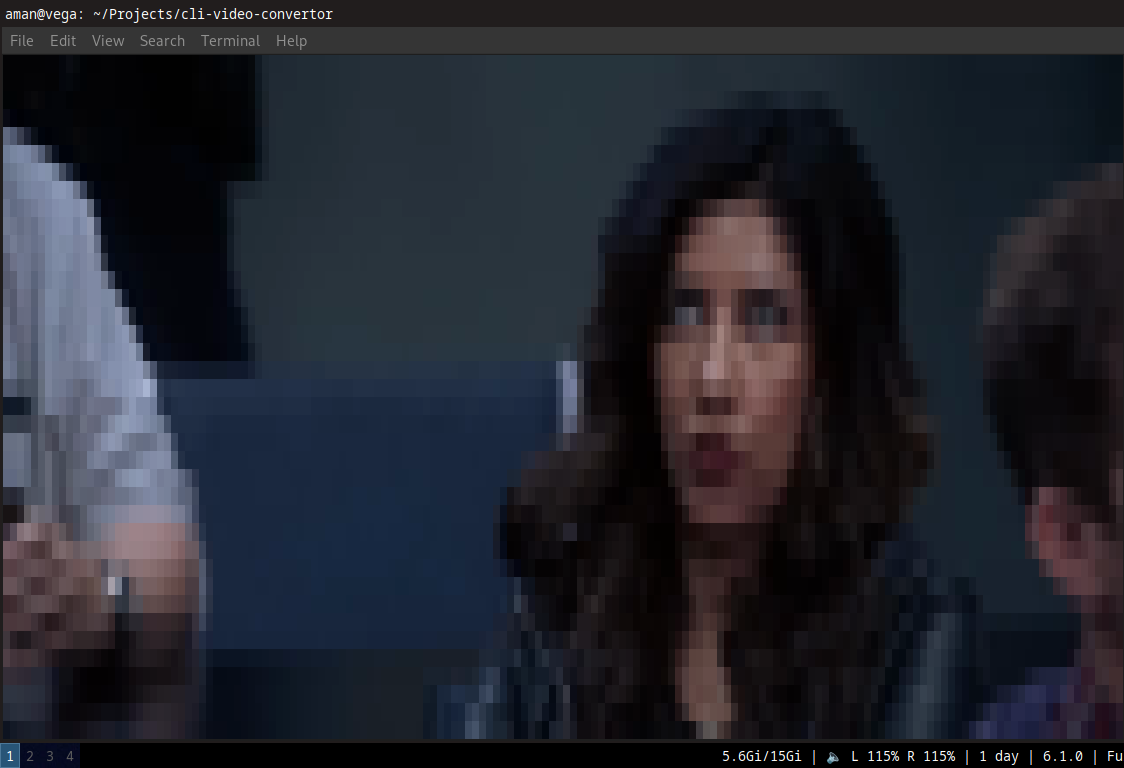 aman@vega: ~/Projects/cli-video-convertor
File Edit View Search Terminal Help
1 2 3 4 5.6Gi/15Gi | 🔈 L 115% R 115% | 1 day | 6.1.0 | Fu